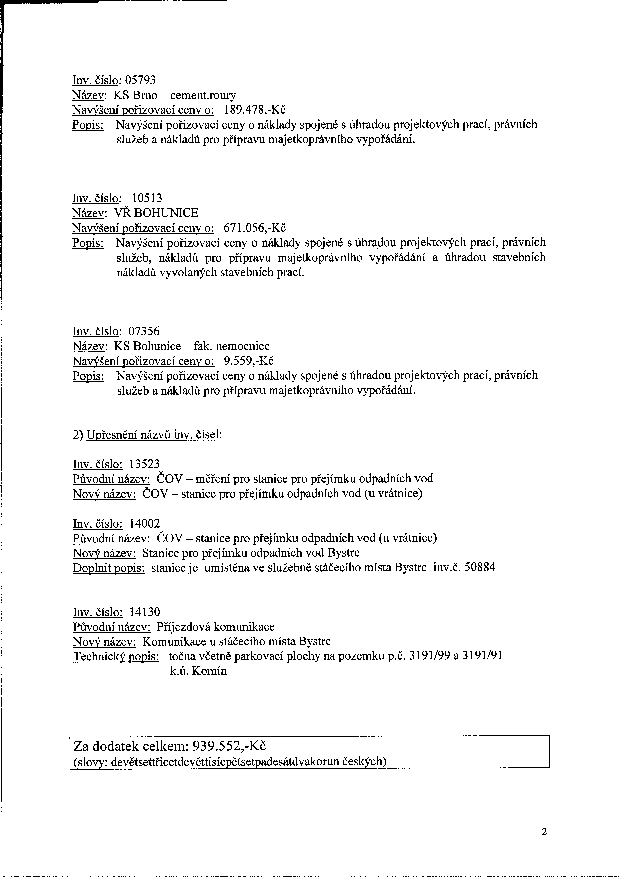 Inv. číslo: 05793
Název: KS Brno – cement.roury
Navýšení pořizovací ceny o: 189.478,-Kč
Popis: Navýšení pořizovací ceny o náklady spojené s úhradou projektových prací, právních
služeb a nákladů pro přípravu majetkoprávního vypořádání.
Inv. číslo: 10513
Název: VŘ BOHUNICE
Navýšení pořizovací ceny o: 671.056,-Kč
Popis: Navýšení pořizovací ceny o náklady spojené s úhradou projektových prací, právních
služeb, nákladů pro přípravu majetkoprávního vypořádání a úhradou stavebních
nákladů vyvolaných stavebních prací.
Inv. číslo: 07356
Název: KS Bohunice – fak. nemocnice
Navýšení pořizovací ceny o: 9.559,-Kč
Popis: Navýšení pořizovací ceny o náklady spojené s úhradou projektových prací, právních
služeb a nákladů pro přípravu majetkoprávního vypořádání.
2) Upřesnění názvů inv. čísel:
Inv. číslo: 13523
Původní název: ČOV – měření pro stanice pro přejímku odpadních vod
Nový název: ČOV – stanice pro přejímku odpadních vod (u vrátnice)
Inv. číslo: 14002
Původní název: ČOV – stanice pro přejímku odpadních vod (u vrátnice)
Nový název: Stanice pro přejímku odpadních vod Bystrc
Doplnit popis: stanice je umístěna ve služebně stáčecího místa Bystrc inv.č. 50884
Inv. číslo: 14130
Původní název: Příjezdová komunikace
Nový název: Komunikace u stáčecího místa Bystrc
Technický popis: točna včetně parkovací plochy na pozemku p.č. 3191/99 a 3191/91
k.ú. Komín
Za dodatek celkem: 939.552,-Kč
(slovy: devětsettřicetdevěttisícpětsetpadesátdvakorun českých)
2